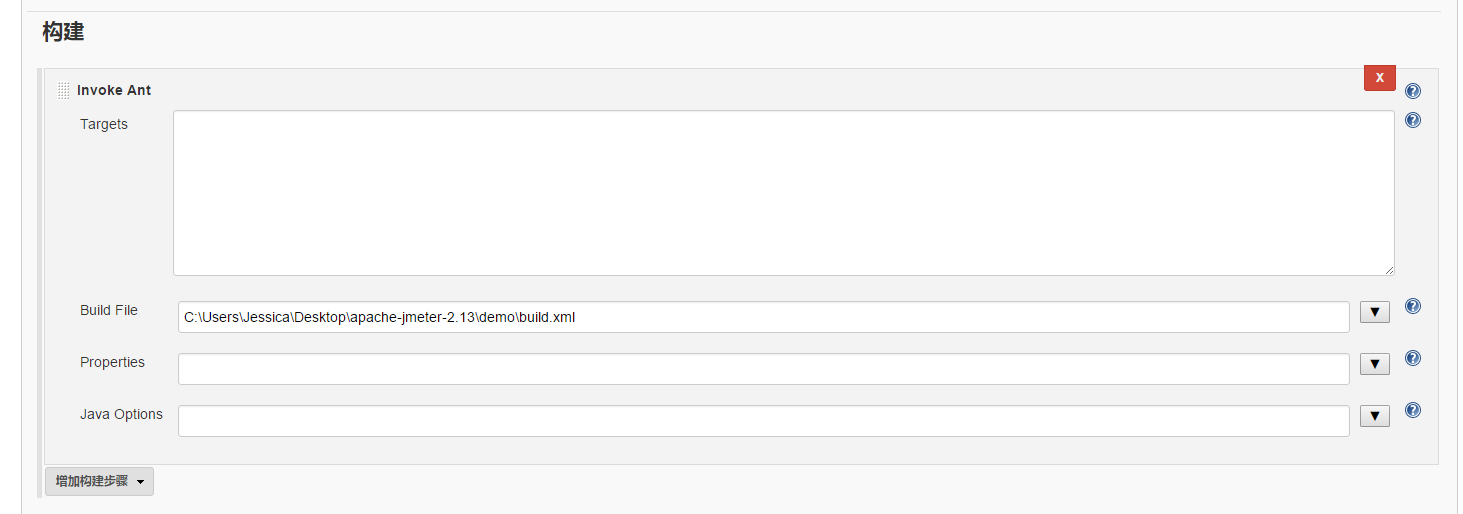 构建
Invoke Ant
X
Targets
Build File
C:\Users\Jessica\Desktop\apache-jmeter-2.13\demo\build.xml
Properties
Java Options
增加构建步骤